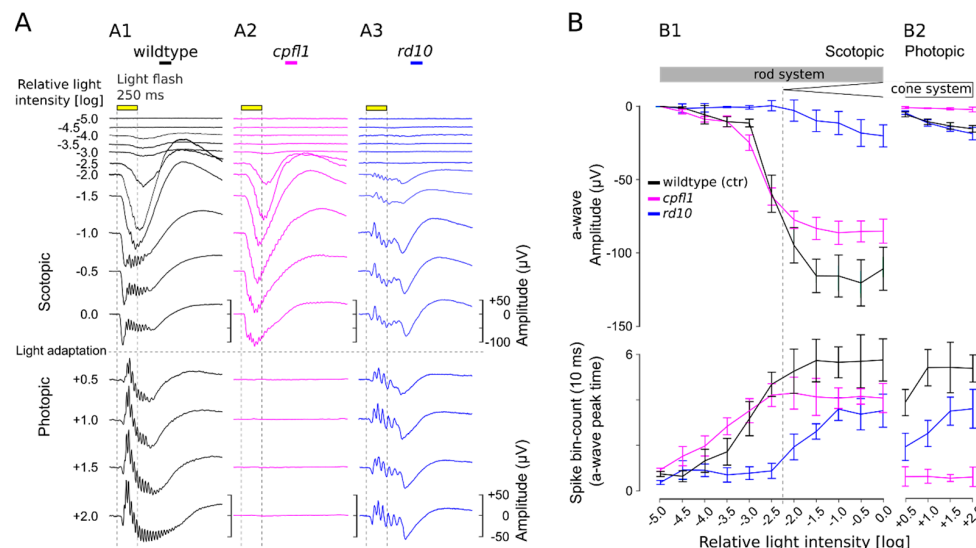 A
A1 A2 A3
wildtype cpfl1 rd10
Relative light
intensity [log]
Light flash
250 ms
-5.0
-4.5
-4.0
-3.5
-3.0
-2.5
-2.0
-1.5
-1.0
-0.5
0.0
Scotopic
+50
0
-100
Amplitude (µV)
Light adaptation
Photopic
+0.5
+1.0
+1.5
+2.0
+50
0
-50
Amplitude (µV)
B
B1 B2
Scotopic Photopic
rod system
cone system
0
-50
-100
-150
a-wave
Amplitude (µV)
wildtype (ctr)
cpfl1
rd10
6
0
Spike bin-count (10 ms)
(a-wave peak time)
-5.0 -4.5 -4.0 -3.5 -3.0 -2.5 -2.0 -1.5 -1.0 -0.5 0.0 +0.5 +1.0 +1.5 +2.0
Relative light intensity [log]